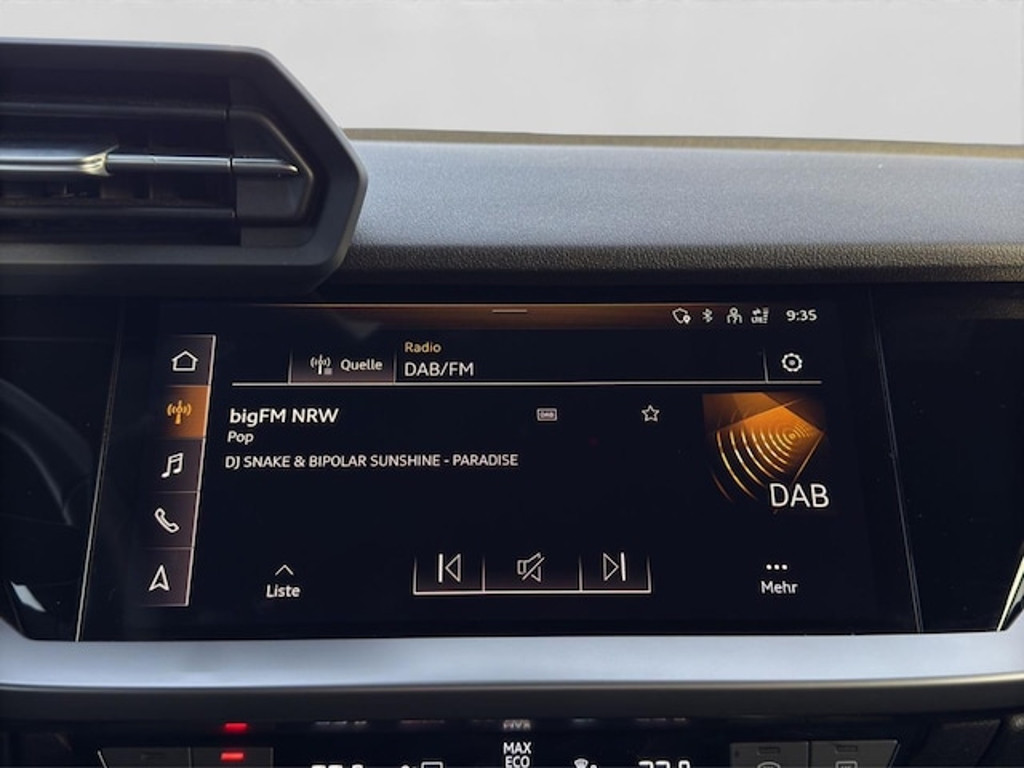 9:35
Quelle
Radio
DAB/FM
bigFM NRW
DAB
Pop
DJ SNAKE & BIPOLAR SUNSHINE - PARADISE
DAB
Liste
Mehr
MAX
ECO